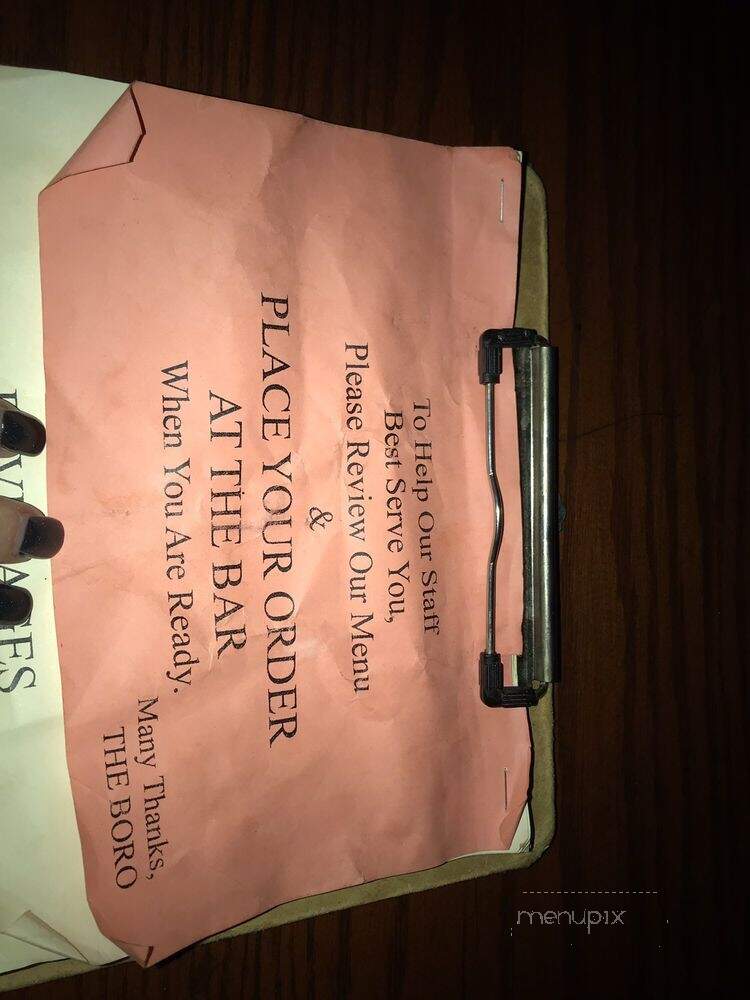 To Help Our Staff
Best Serve You,
Please Review Our Menu
&
PLACE YOUR ORDER
AT THE BAR
When You Are Ready.
Many Thanks,
THE BORO
menupix